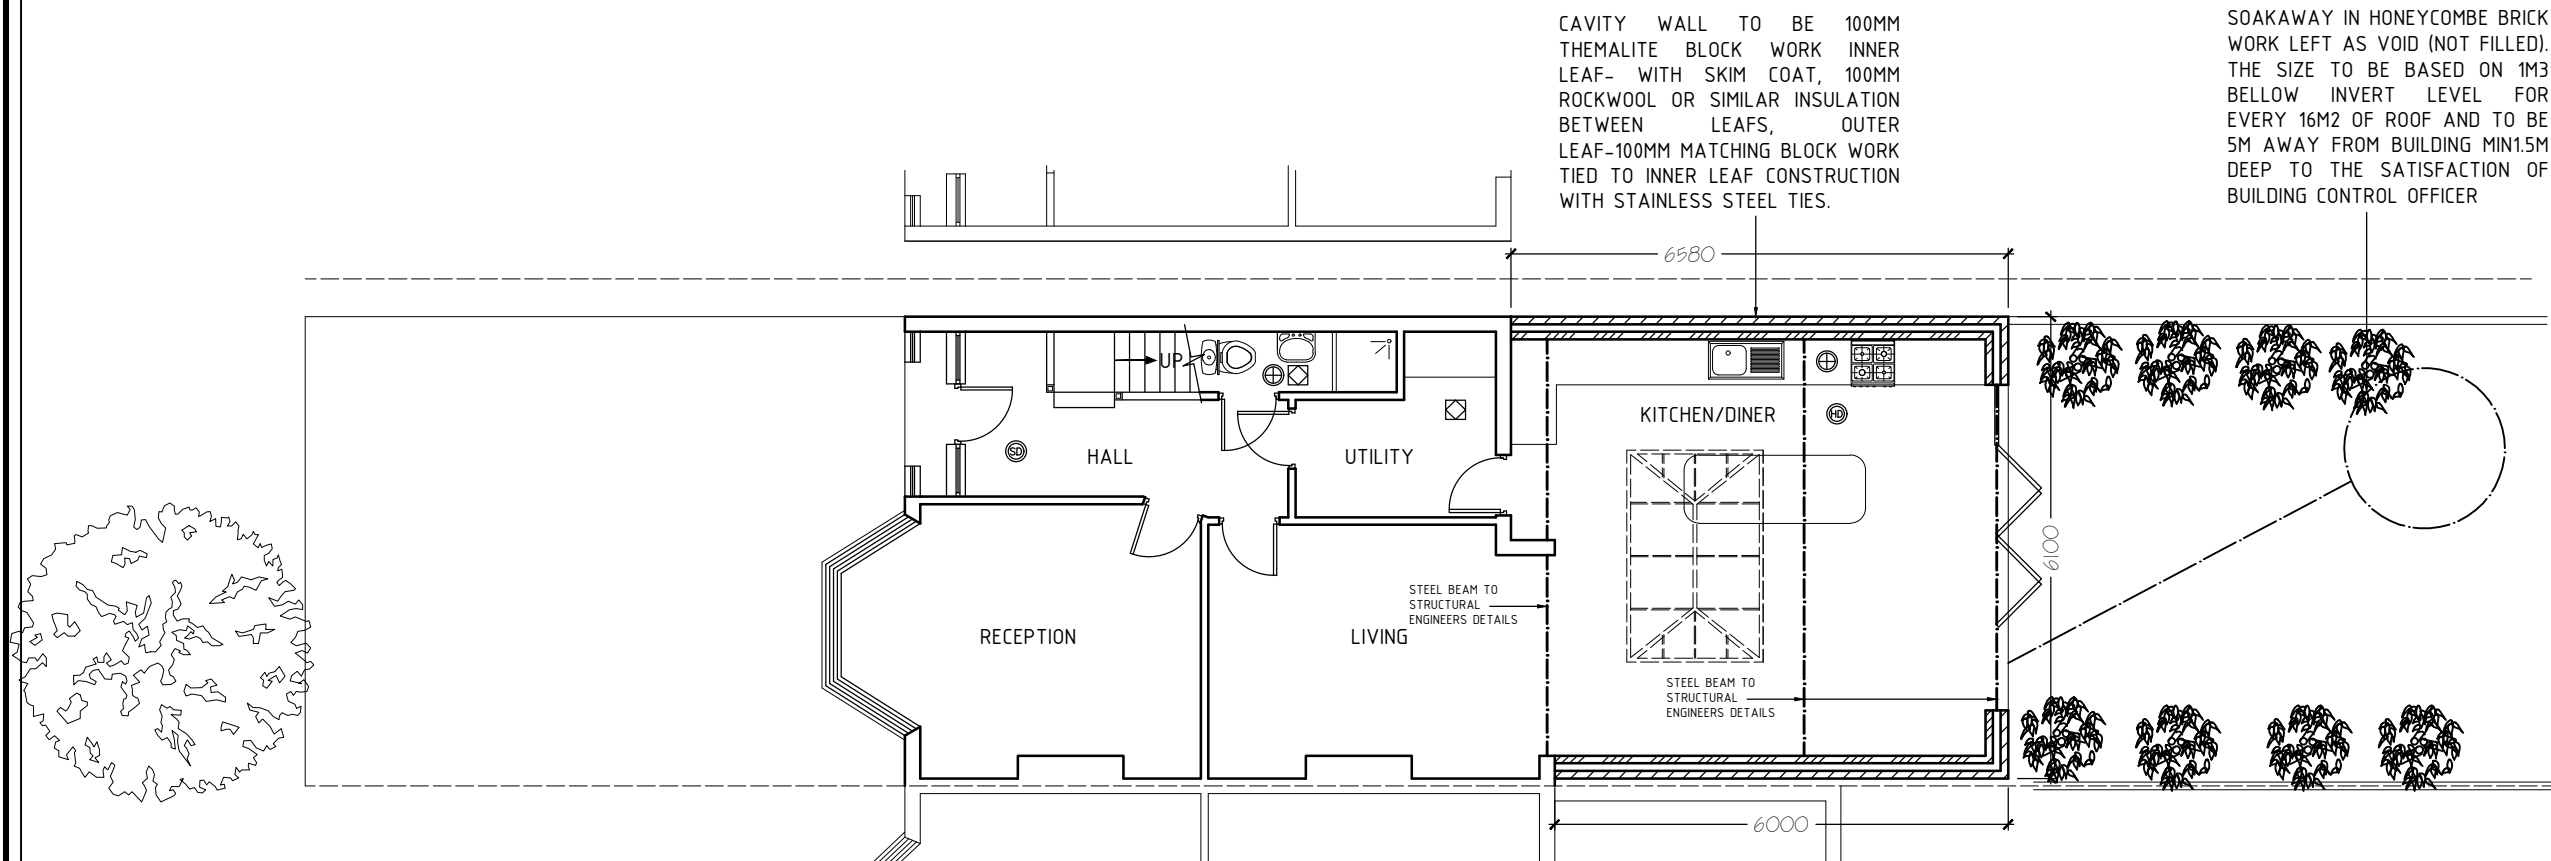 CAVITY WALL TO BE 100MM
THEMALITE BLOCK WORK INNER
LEAF- WITH SKIM COAT, 100MM
ROCKWOOL OR SIMILAR INSULATION
BETWEEN LEAFS, OUTER
LEAF-100MM MATCHING BLOCK WORK
TIED TO INNER LEAF CONSTRUCTION
WITH STAINLESS STEEL TIES.
SOAKAWAY IN HONEYCOMBE BRICK
WORK LEFT AS VOID (NOT FILLED).
THE SIZE TO BE BASED ON 1M3
BELLOW INVERT LEVEL FOR
EVERY 16M2 OF ROOF AND TO BE
5M AWAY FROM BUILDING MIN1.5M
DEEP TO THE SATISFACTION OF
BUILDING CONTROL OFFICER
6580
UP
KITCHEN/DINER
HD
SD
HALL
UTILITY
6100
STEEL BEAM TO
STRUCTURAL
ENGINEERS DETAILS
RECEPTION
LIVING
STEEL BEAM TO
STRUCTURAL
ENGINEERS DETAILS
6000